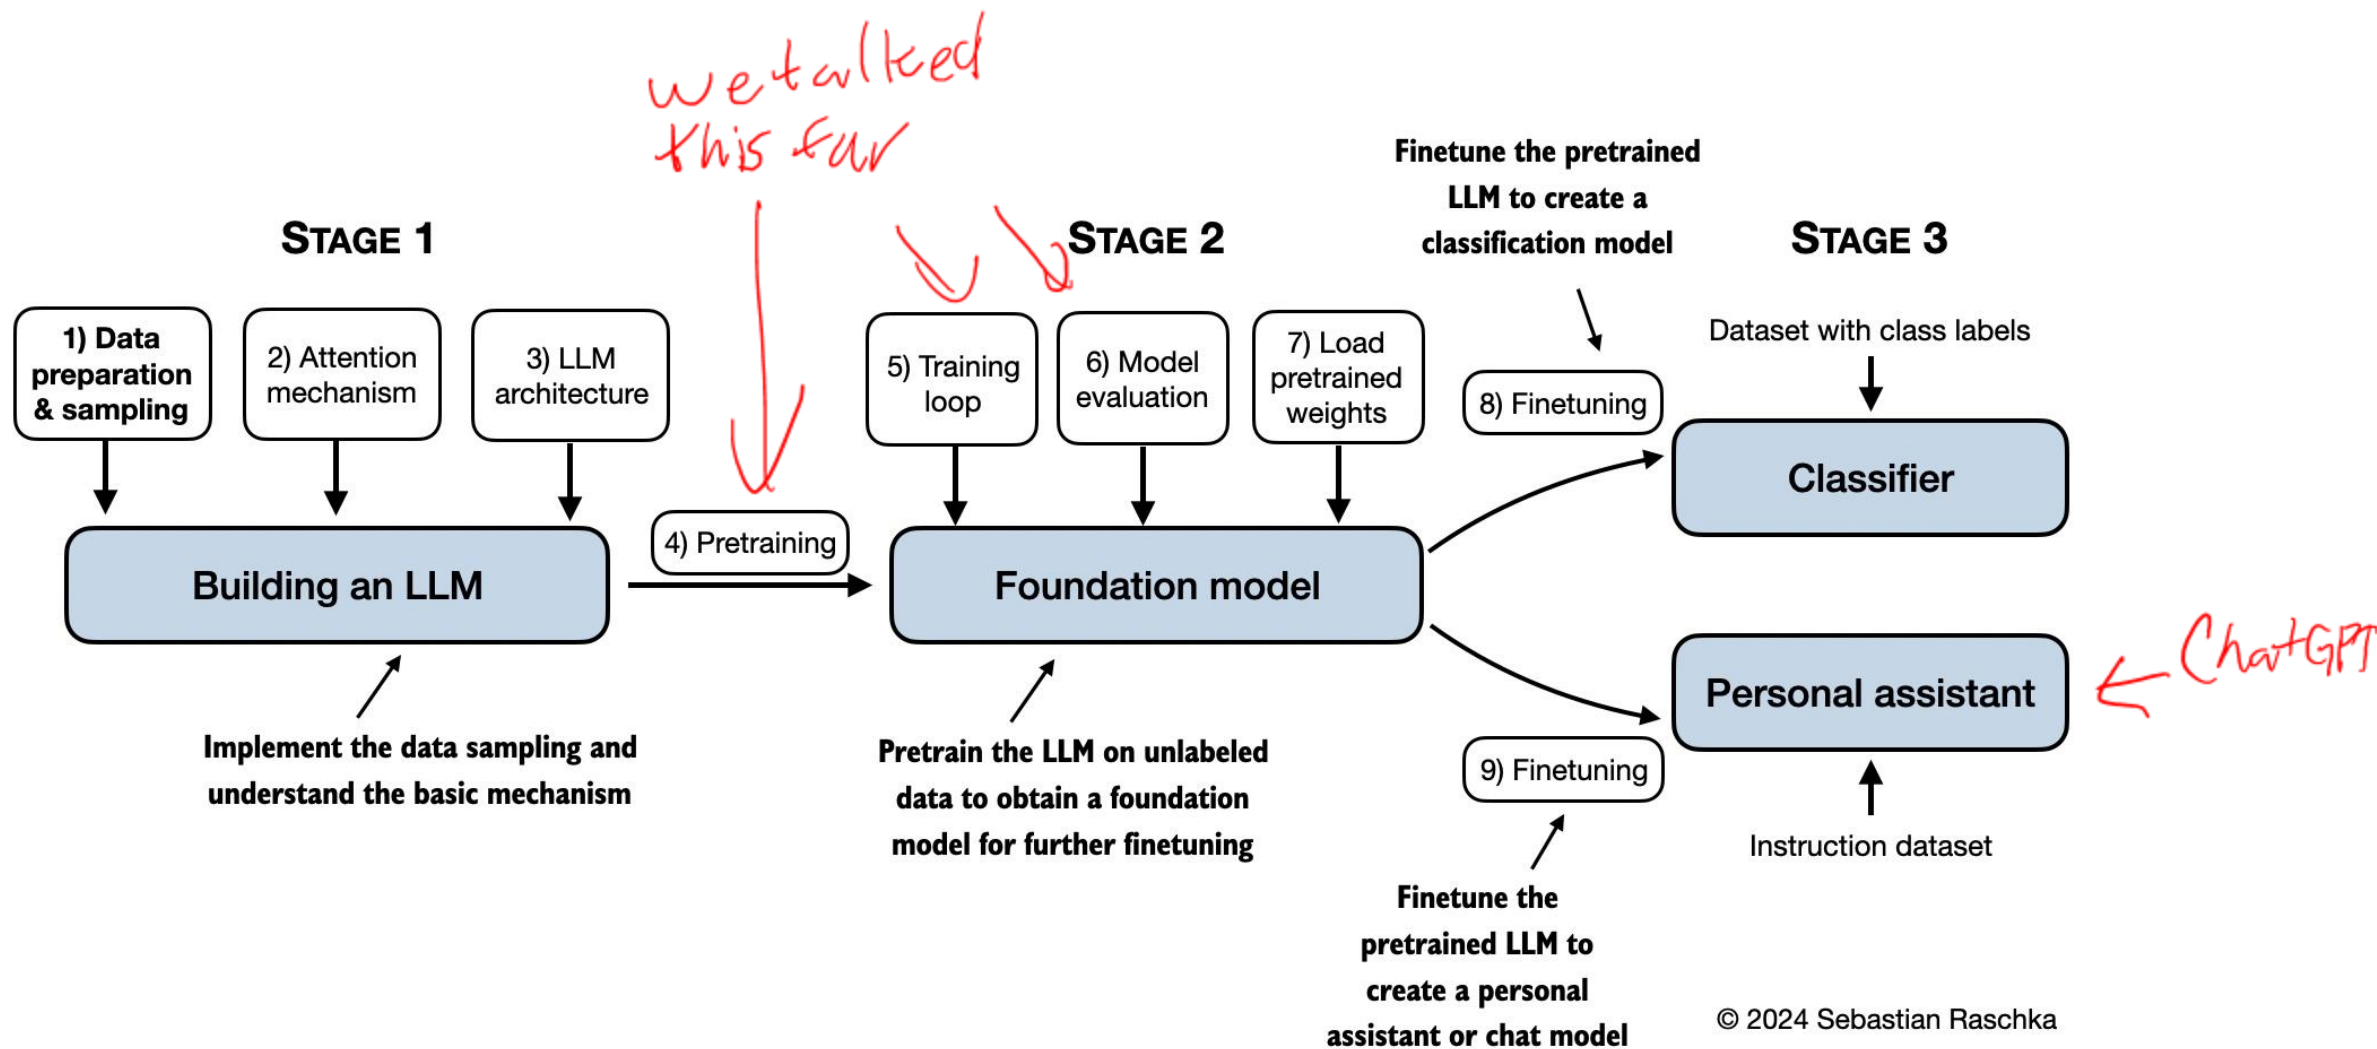 we talked
this far
STAGE 1
1) Data
preparation
& sampling
2) Attention
mechanism
3) LLM
architecture
Building an LLM
Implement the data sampling and
understand the basic mechanism
4) Pretraining
STAGE 2
5) Training
loop
6) Model
evaluation
7) Load
pretrained
weights
Foundation model
Pretrain the LLM on unlabeled
data to obtain a foundation
model for further finetuning
Finetune the pretrained
LLM to create a
classification model
8) Finetuning
STAGE 3
Dataset with class labels
Classifier
Personal assistant
ChatGPT
9) Finetuning
Instruction dataset
Finetune the
pretrained LLM to
create a personal
assistant or chat model
© 2024 Sebastian Raschka